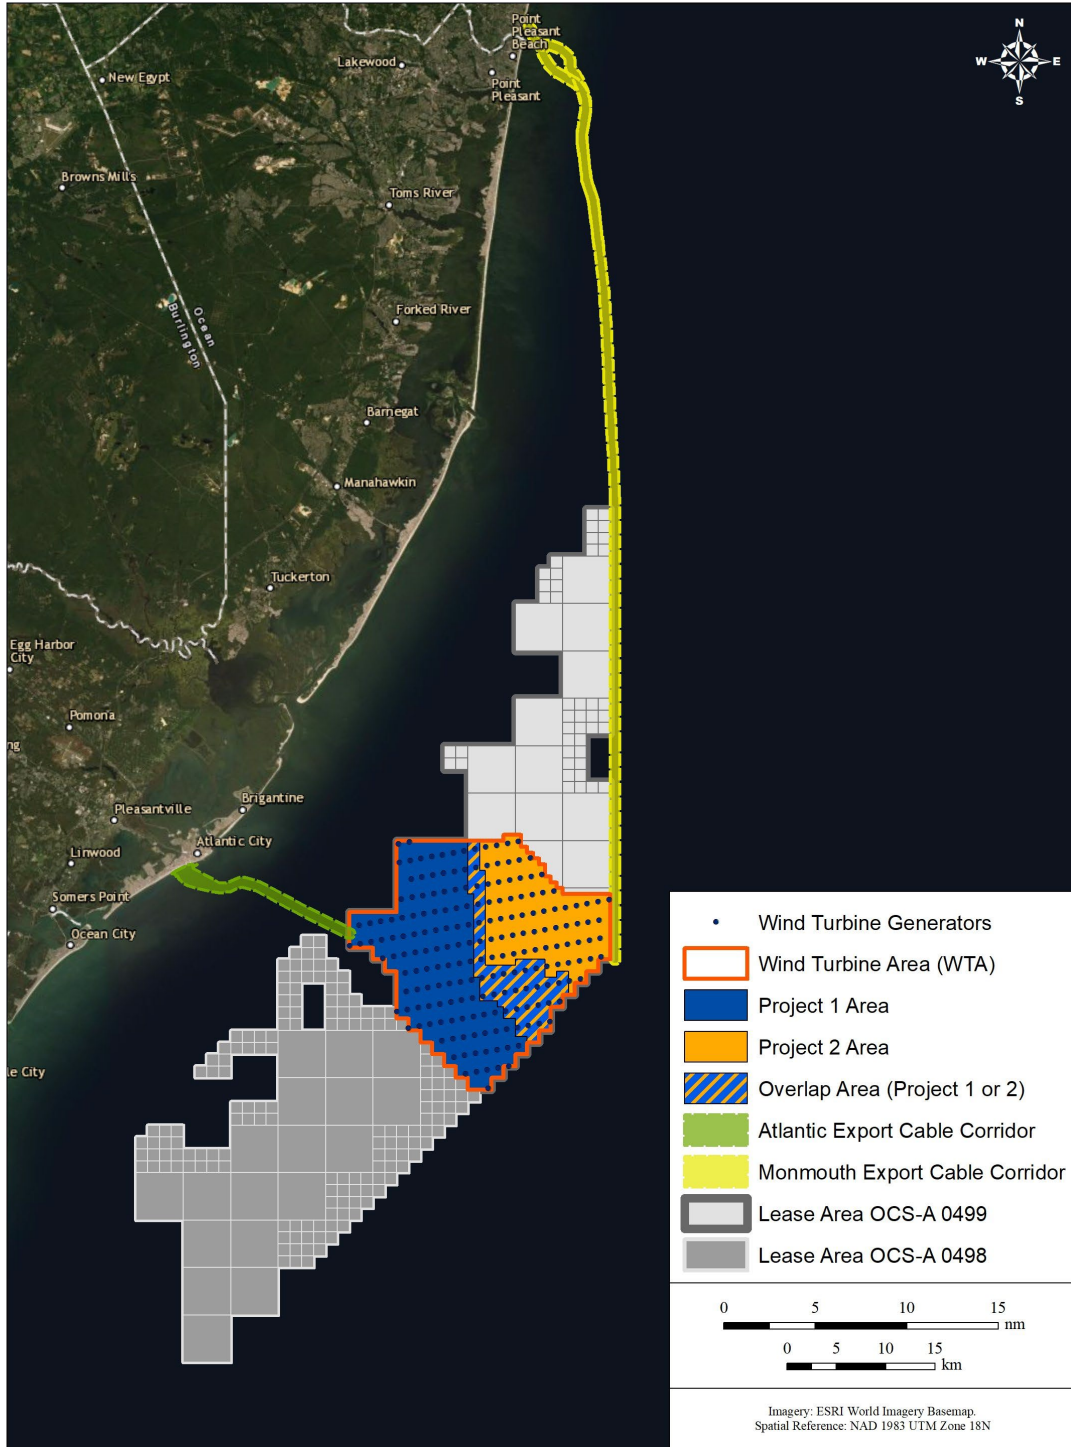 Point
Pleasant
Beach
Lakewood
Point
Pleasant
New Egypt
Browns Mills
Toms River
Forked River
Ocean
Burlington
Barnegat
Manahawkin
Tuckerton
Egg Harbor
City
Pomona
ng
Pleasantville
Brigantine
Atlantic City
Linwood
Somers Point
Ocean City
le City
N
W
E
S
Wind Turbine Generators
Wind Turbine Area (WTA)
Project 1 Area
Project 2 Area
Overlap Area (Project 1 or 2)
Atlantic Export Cable Corridor
Monmouth Export Cable Corridor
Lease Area OCS-A 0499
Lease Area OCS-A 0498
0 5 10 15
nm
0 5 10 15
km
Imagery: ESRI World Imagery Basemap.
Spatial Reference: NAD 1983 UTM Zone 18N